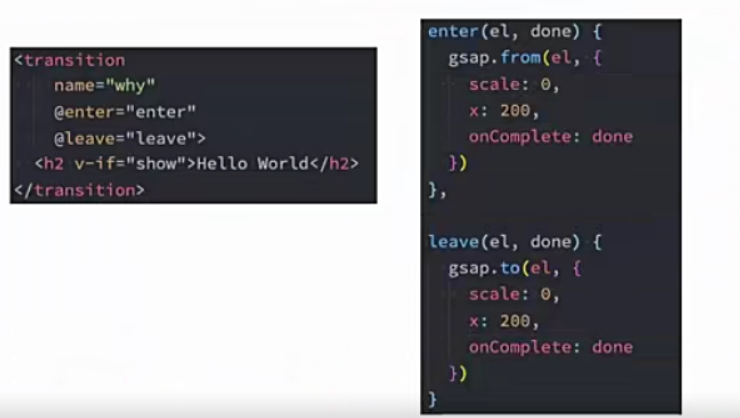 <transition
name="why"
@enter="enter"
@leave="leave">
<h2 v-if="show">Hello World</h2>
</transition>
enter(el, done) {
gsap.from(el, {
scale: 0,
x: 200,
onComplete: done
})
},
leave(el, done) {
gsap.to(el, {
scale: 0,
x: 200,
onComplete: done
})
}